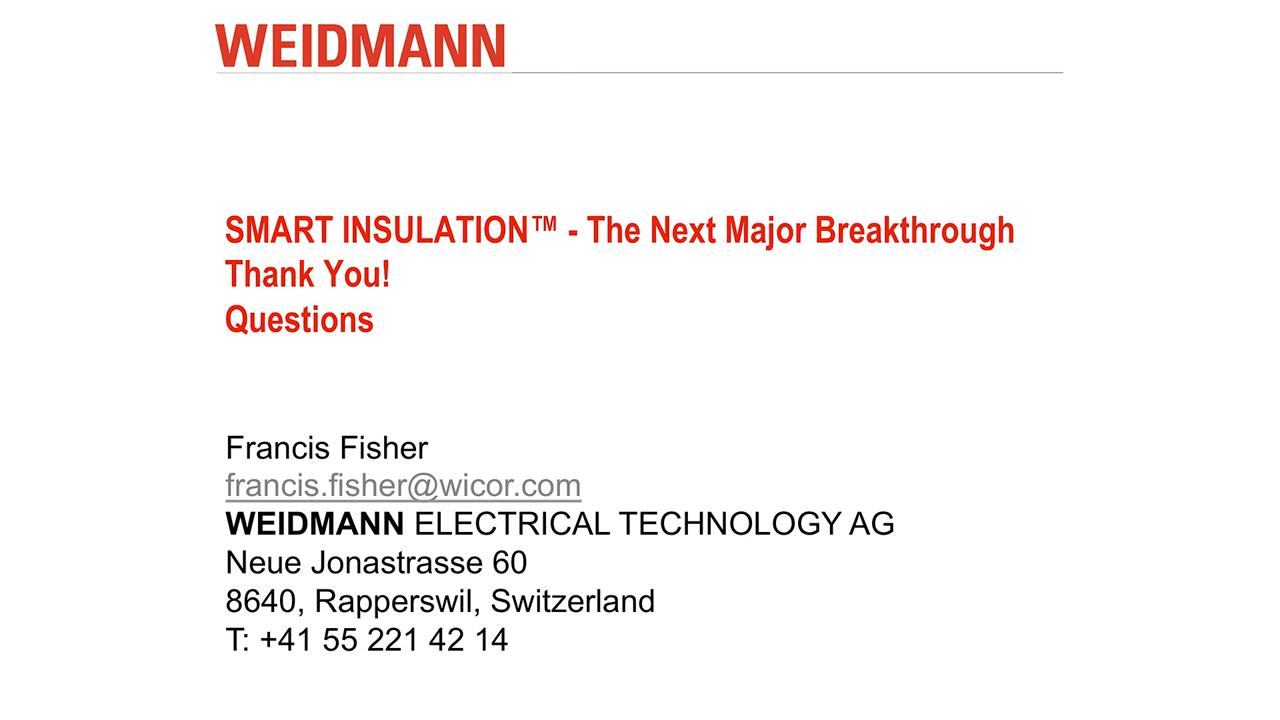 WEIDMANN
SMART INSULATION™ - The Next Major Breakthrough
Thank You!
Questions
Francis Fisher
francis.fisher@wicor.com
WEIDMANN ELECTRICAL TECHNOLOGY AG
Neue Jonastrasse 60
8640, Rapperswil, Switzerland
T: +41 55 221 42 14